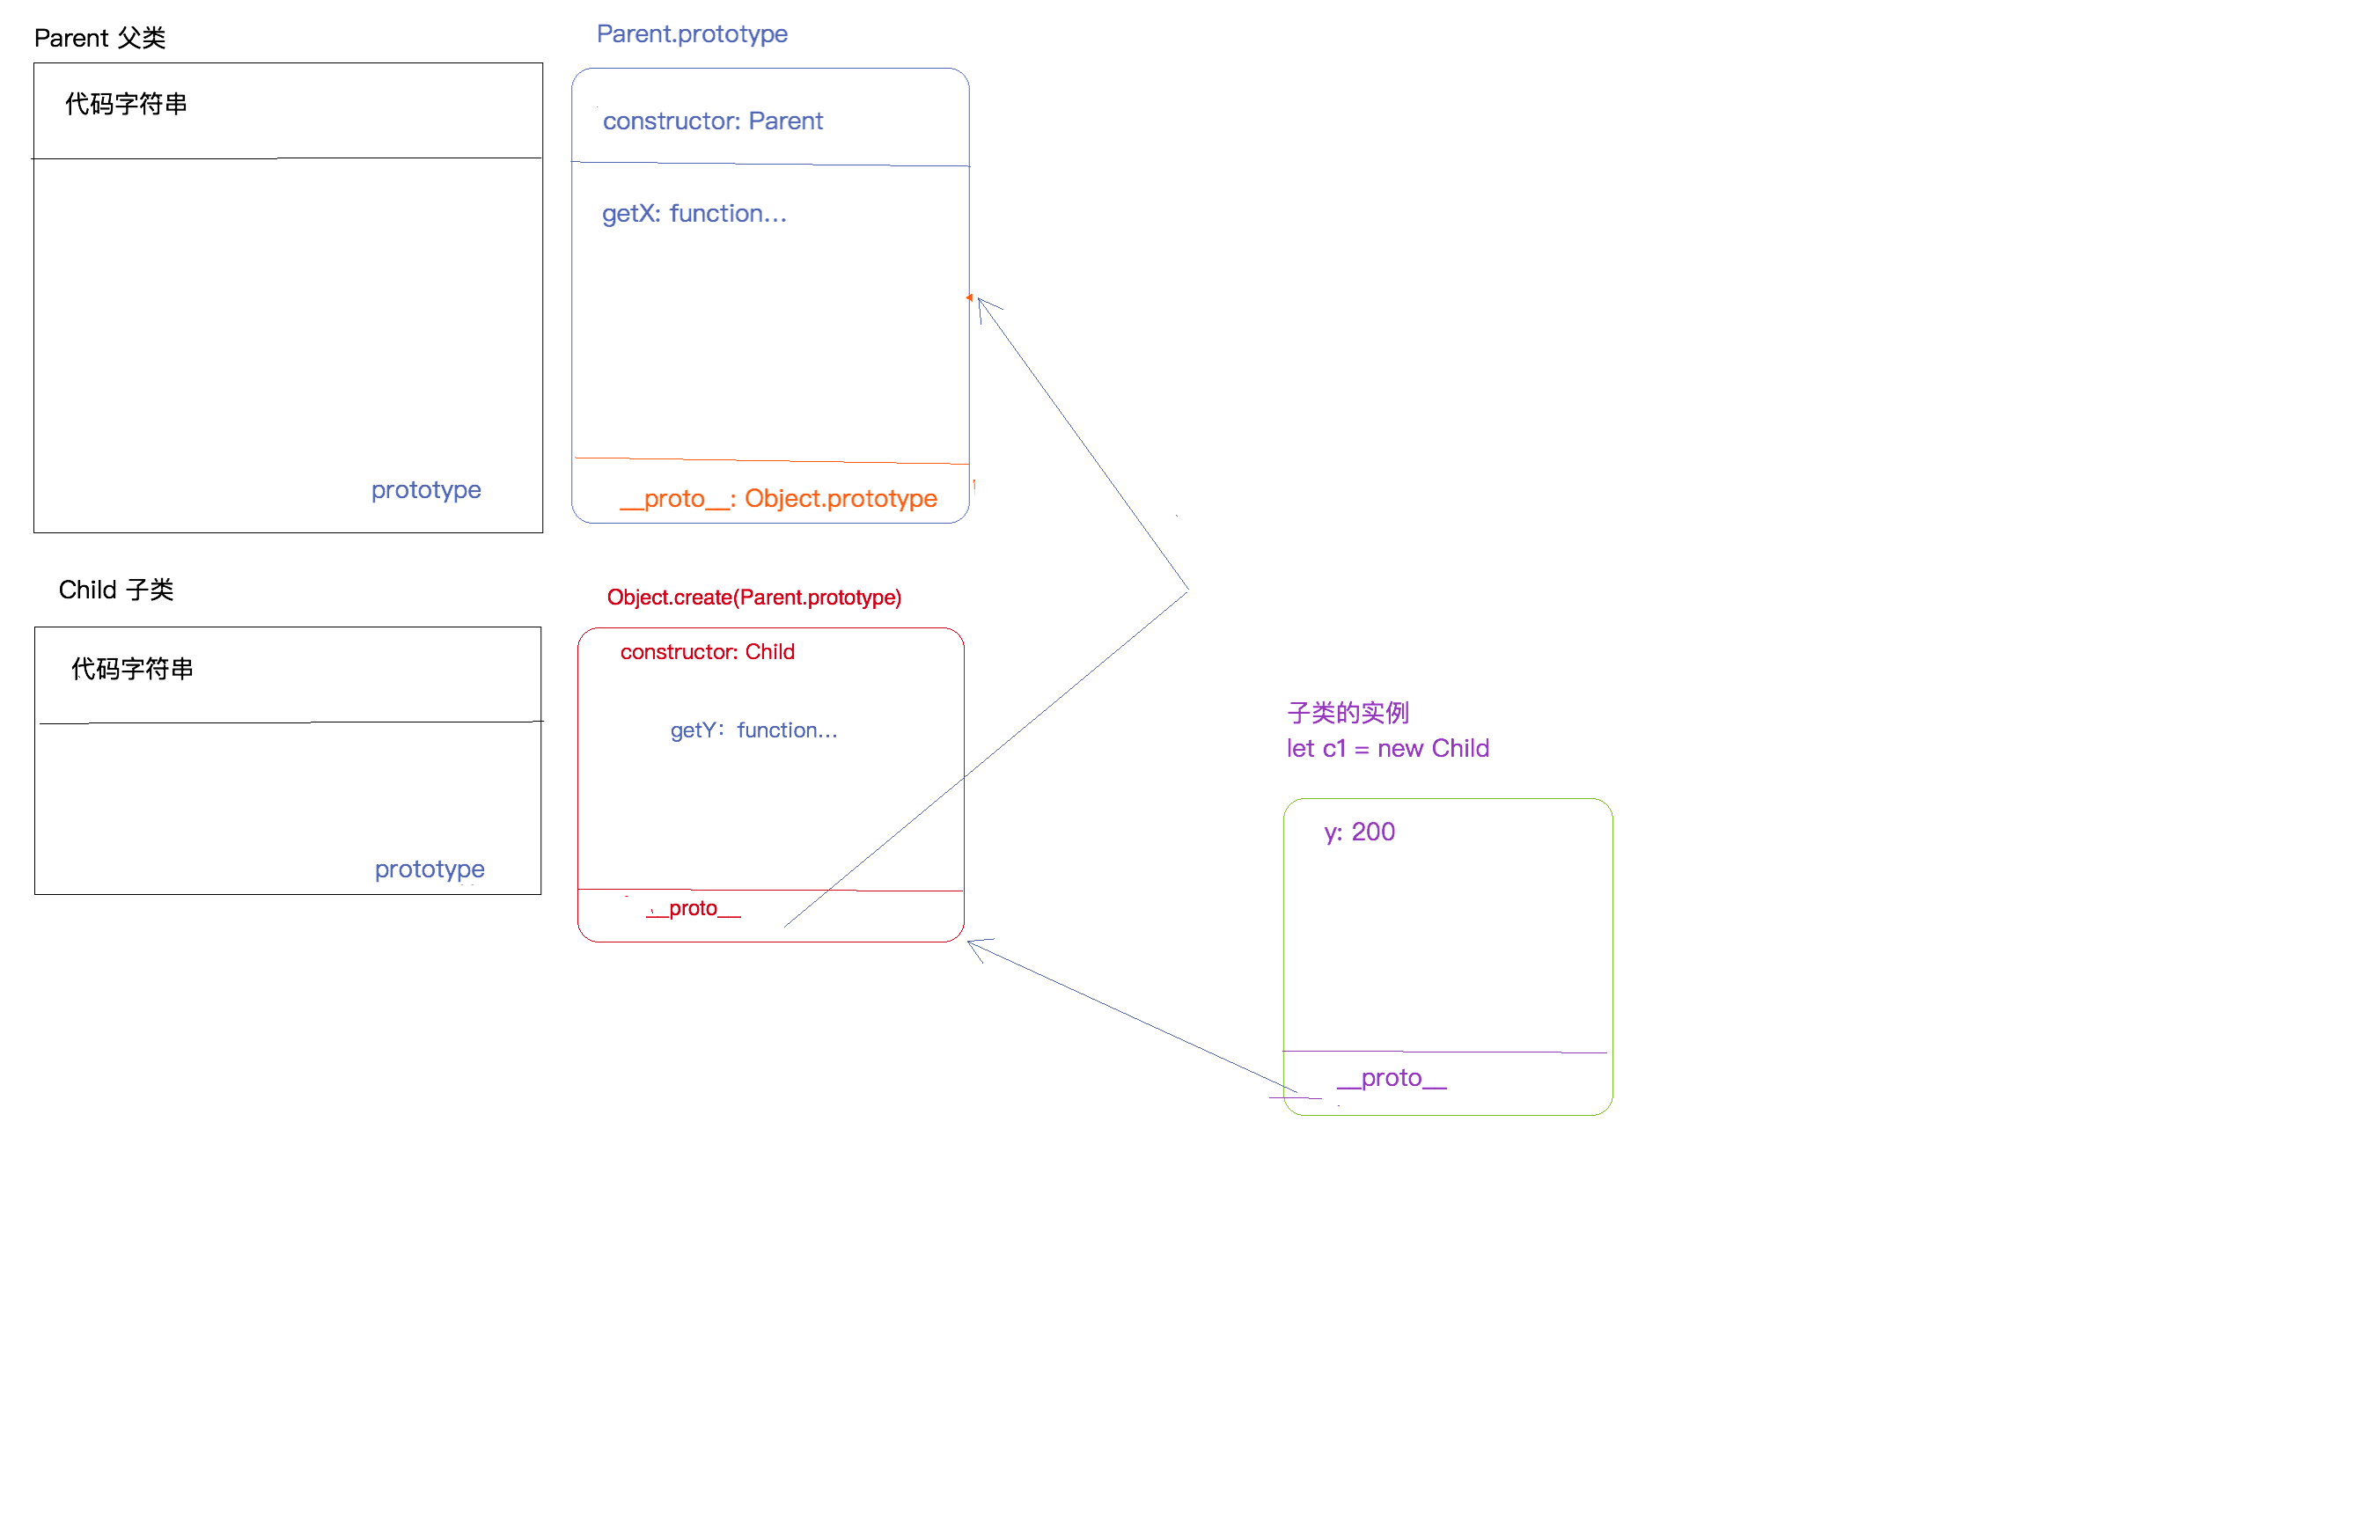 Parent 父类
代码字符串
prototype
Parent.prototype
constructor: Parent
getX: function...
__proto__: Object.prototype
Child 子类
代码字符串
prototype
Object.create(Parent.prototype)
constructor: Child
getY：function...
__proto__
子类的实例
let c1 = new Child
y: 200
__proto__